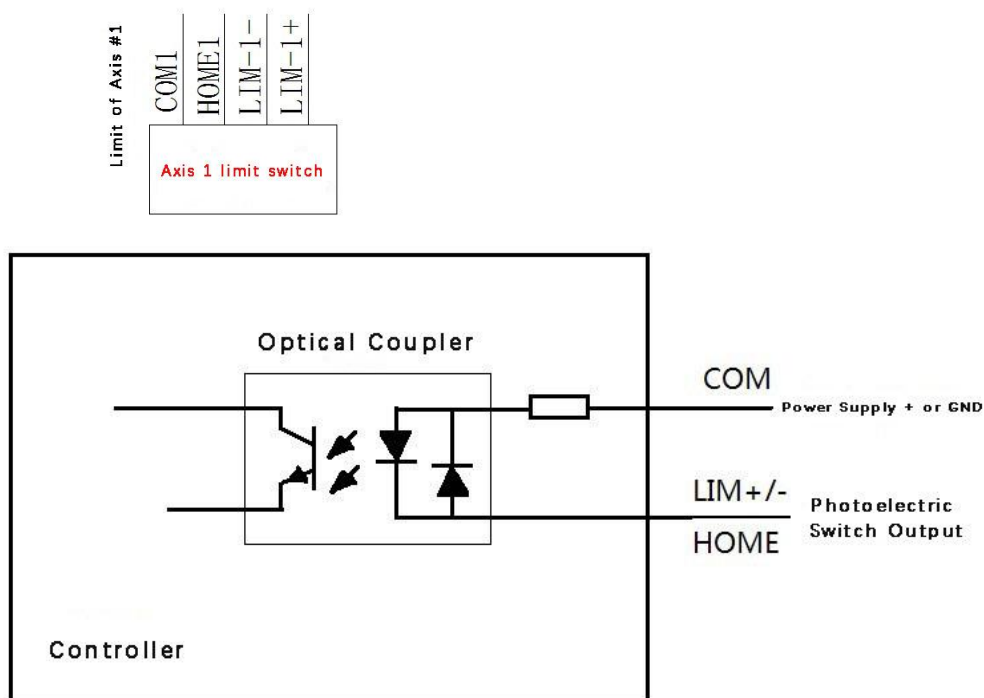 Limit of Axis #1
COM1
HOME1
LIM-1-
LIM-1+
Axis 1 limit switch
Optical Coupler
COM
Power Supply + or GND
LIM+/-
HOME
Photoelectric
Switch Output
Controller